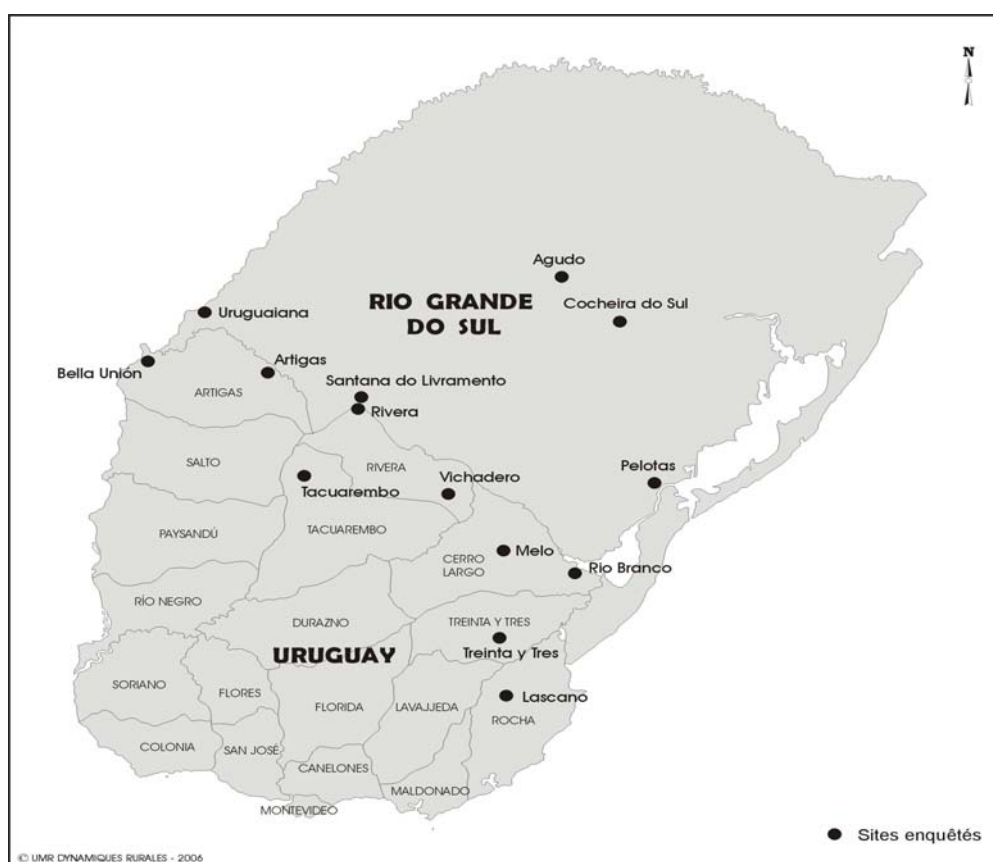 N
Agudo
RIO GRANDE
DO SUL
Cocheira do Sul
Uruguaiana
Bella Unión
Artigas
ARTIGAS
Santana do Livramento
Rivera
SALTO
RIVERA
Pelotas
Tacuarembo
Vichadero
PAYSANDÚ
TACUAREMBO
CERRO
LARGO
Melo
Rio Branco
RÍO NEGRO
DURAZNO
TREINTA Y TRES
URUGUAY
Treinta y Tres
SORIANO
FLORES
FLORIDA
LAVAJJEDA
Lascano
ROCHA
COLONIA
SAN JOSÉ
CANELONES
MALDONADO
MONTEVIDEO
Sites enquêtés
© UMR DYNAMIQUES RURALES - 2006